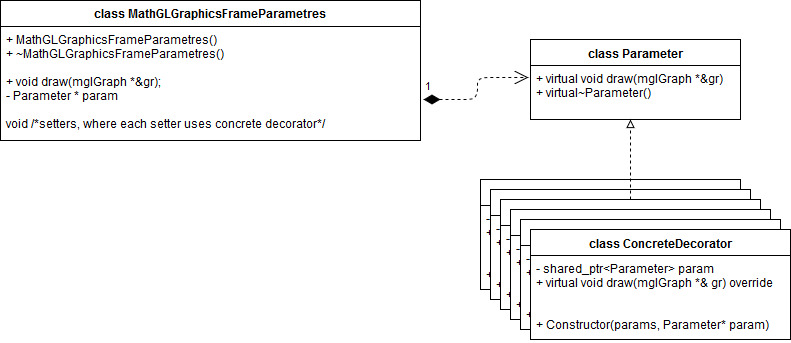 class MathGLGraphicsFrameParametres
+ MathGLGraphicsFrameParametres()
+ ~MathGLGraphicsFrameParametres()
+ void draw(mglGraph *&gr);
- Parameter * param
void /*setters, where each setter uses concrete decorator*/
1
class Parameter
+ virtual void draw(mglGraph *&gr)
+ virtual~Parameter()
class ConcreteDecorator
- shared_ptr<Parameter> param
+ virtual void draw(mglGraph *& gr) override
+ Constructor(params, Parameter* param)